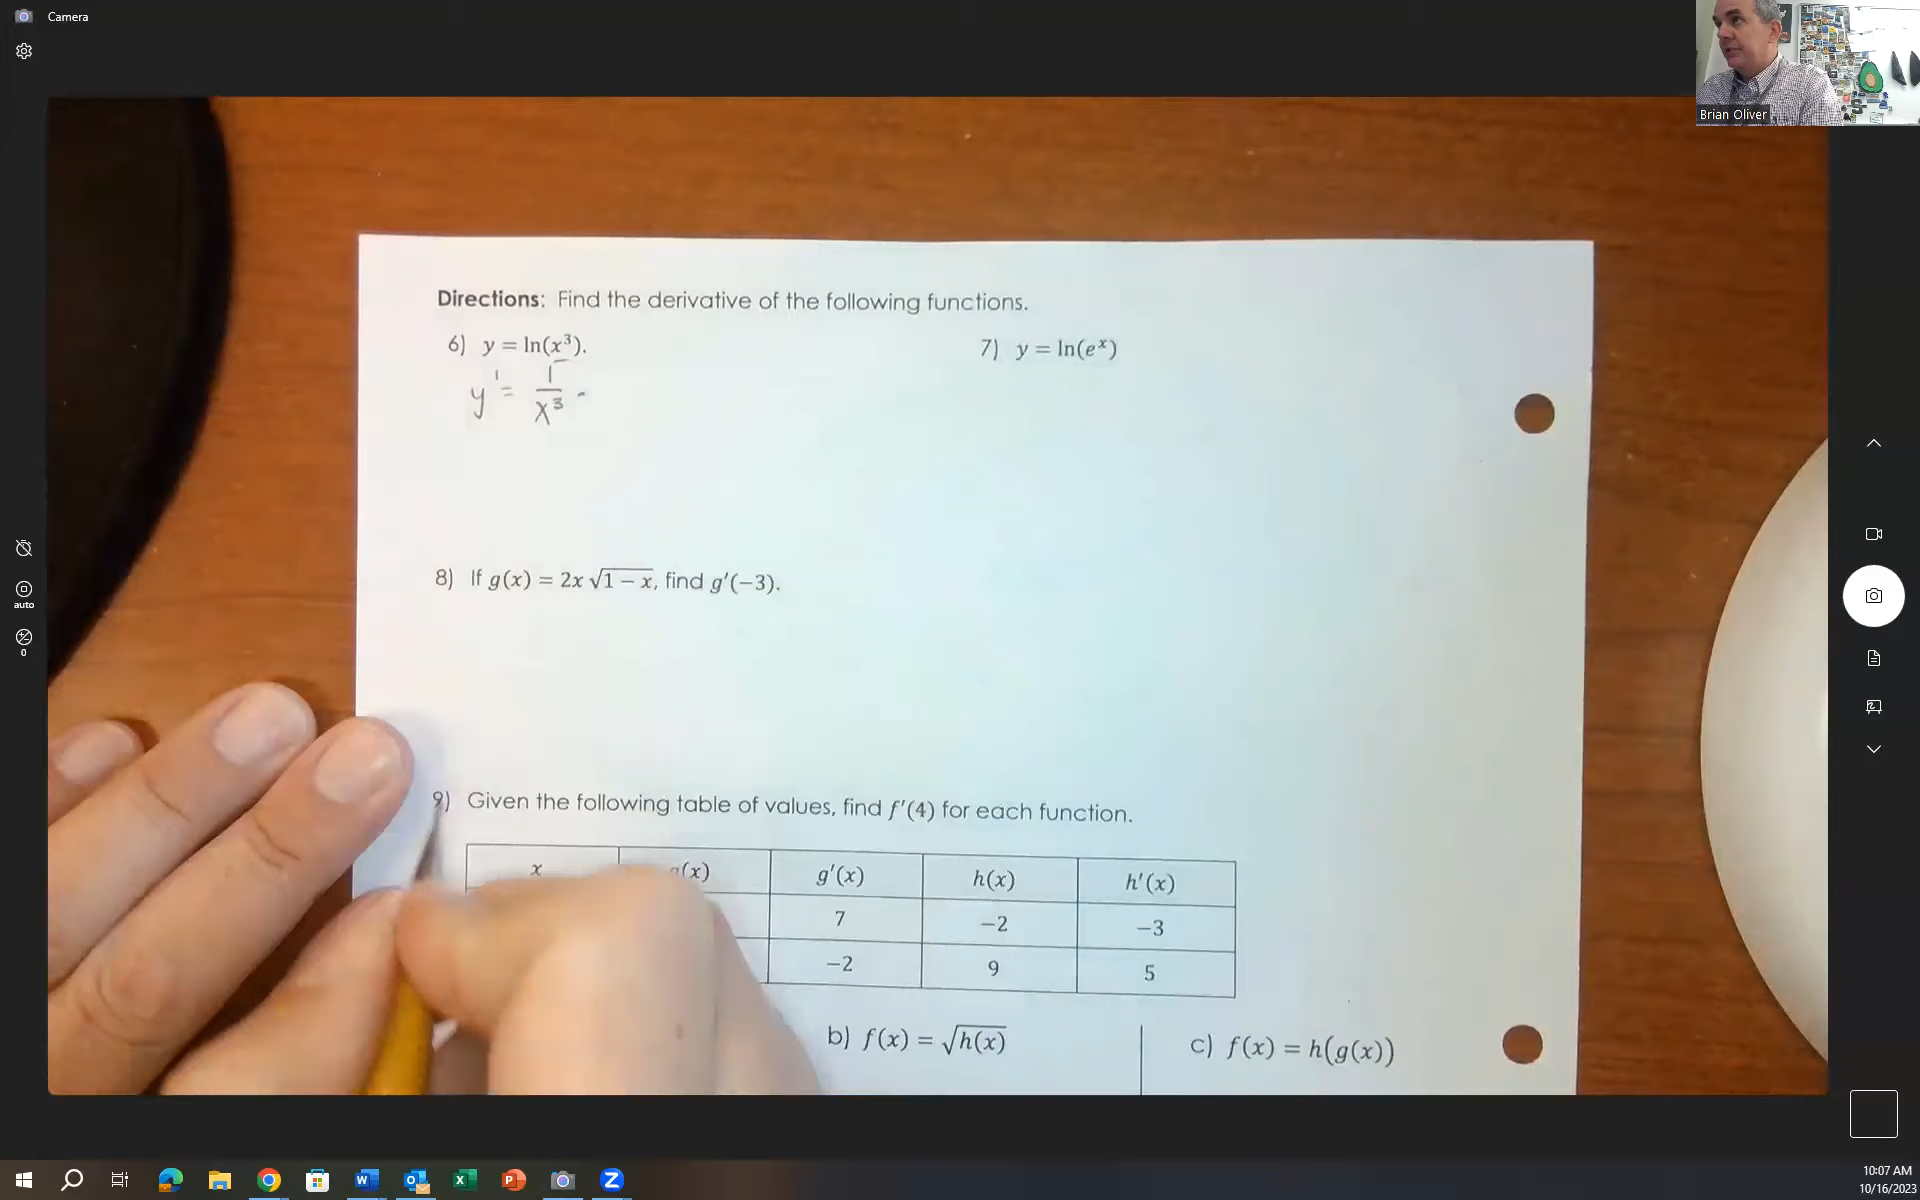 Camera
Brian Oliver
Directions: Find the derivative of the following functions.
6) y = ln(x³).
7) y = ln(eˣ)
y' = 1/x³ ·
8) If g(x) = 2x √(1 − x), find g′(−3).
auto
0
9) Given the following table of values, find f′(4) for each function.
x (x) g′(x) h(x) h′(x)
7 −2 −3
−2 9 5
b) f(x) = √h(x)
c) f(x) = h(g(x))
10:07 AM
10/16/2023